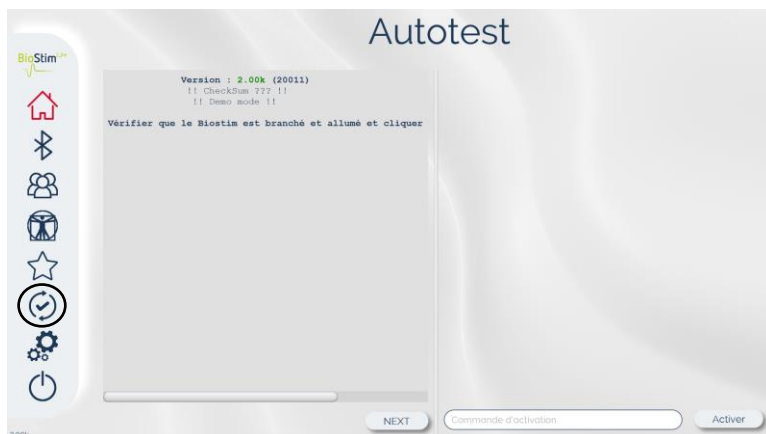 Autotest
BioStim
Version : 2.00k (20011)
!! CheckSum ??? !!
!! Demo mode !!
Vérifier que le Biostim est branché et allumé et cliquer
NEXT
Commande d'activation
Activer